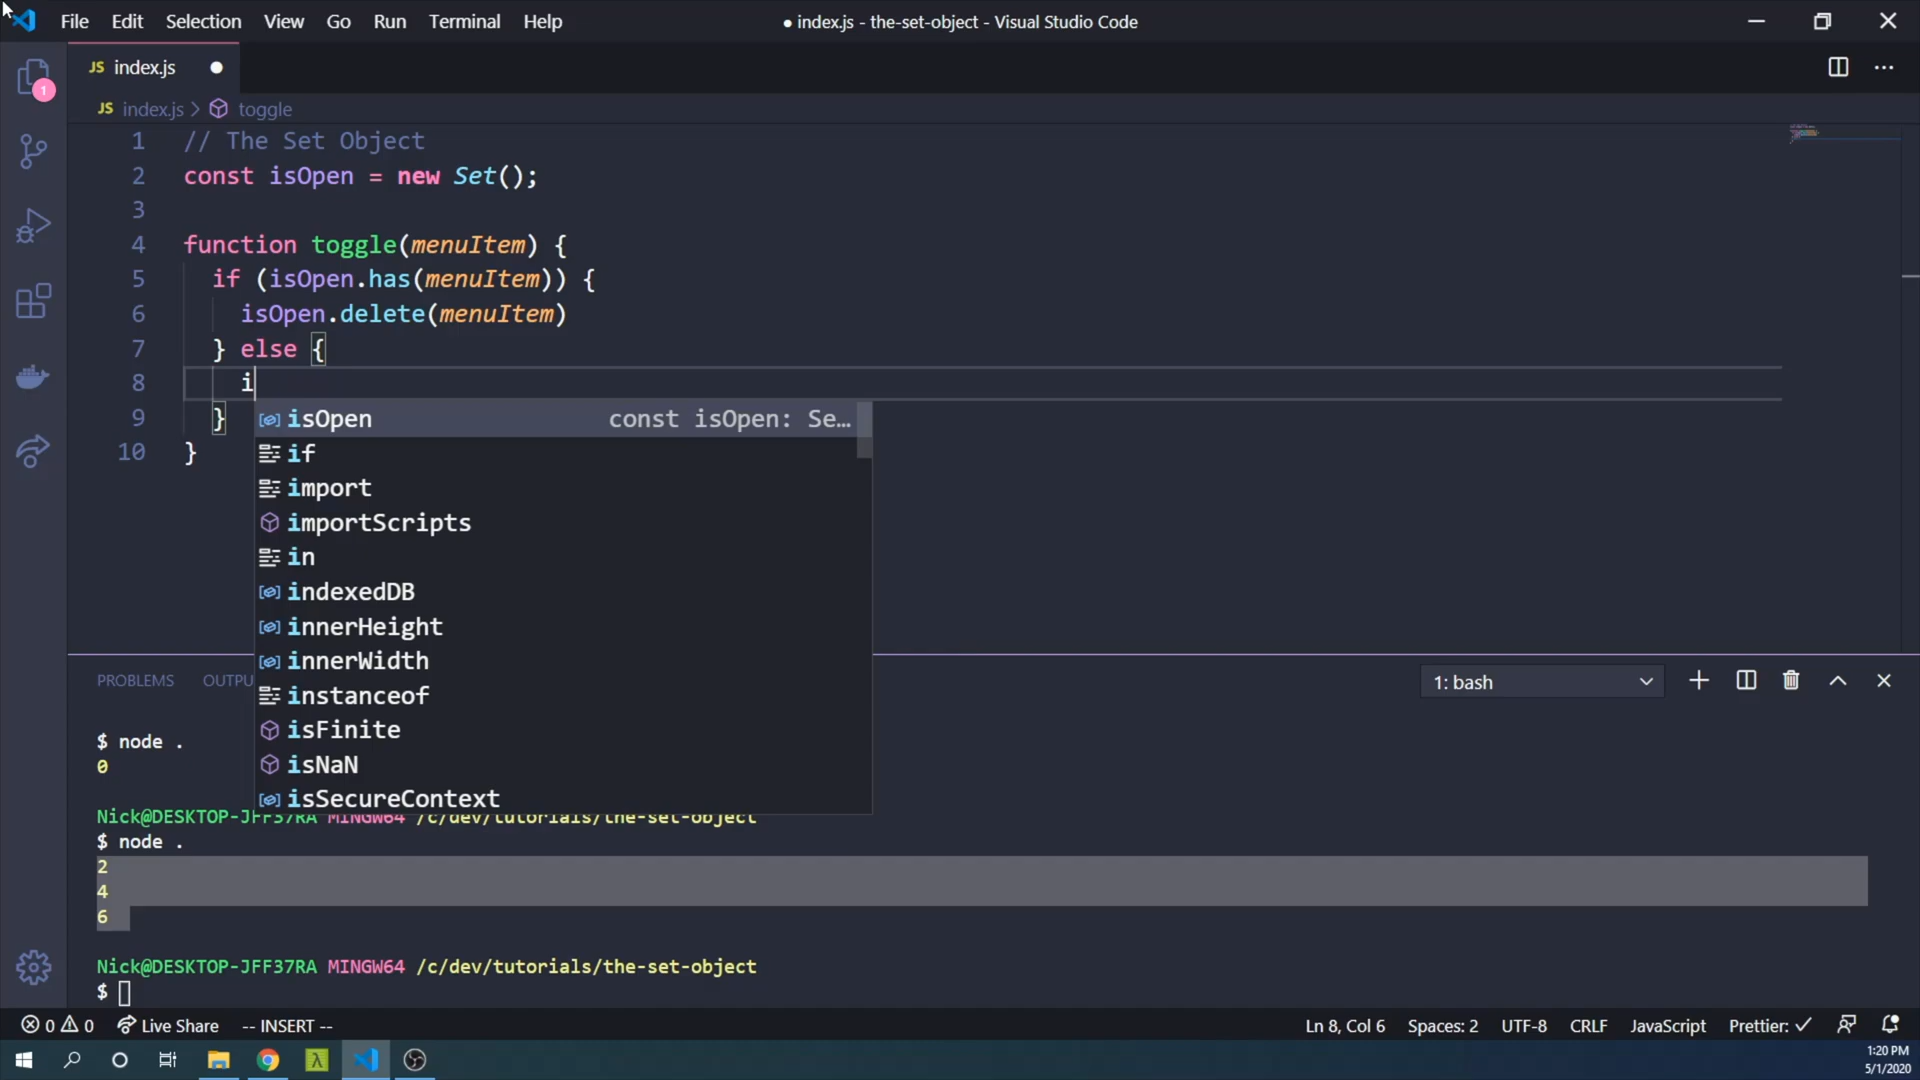 File Edit Selection View Go Run Terminal Help ● index.js - the-set-object - Visual Studio Code
JS index.js
1
JS index.js > toggle
1 // The Set Object
2 const isOpen = new Set();
3
4 function toggle(menuItem) {
5 if (isOpen.has(menuItem)) {
6 isOpen.delete(menuItem)
7 } else {
8 i
9 }
10 }
isOpen const isOpen: Se…
if
import
importScripts
in
indexedDB
innerHeight
innerWidth
instanceof
isFinite
isNaN
isSecureContext
PROBLEMS OUTPU 1: bash
$ node .
0
Nick@DESKTOP-JFF37RA MINGW64 /c/dev/tutorials/the-set-object
$ node .
2
4
6
Nick@DESKTOP-JFF37RA MINGW64 /c/dev/tutorials/the-set-object
$
0 0 Live Share -- INSERT -- Ln 8, Col 6 Spaces: 2 UTF-8 CRLF JavaScript Prettier: ✓
1:20 PM
5/1/2020